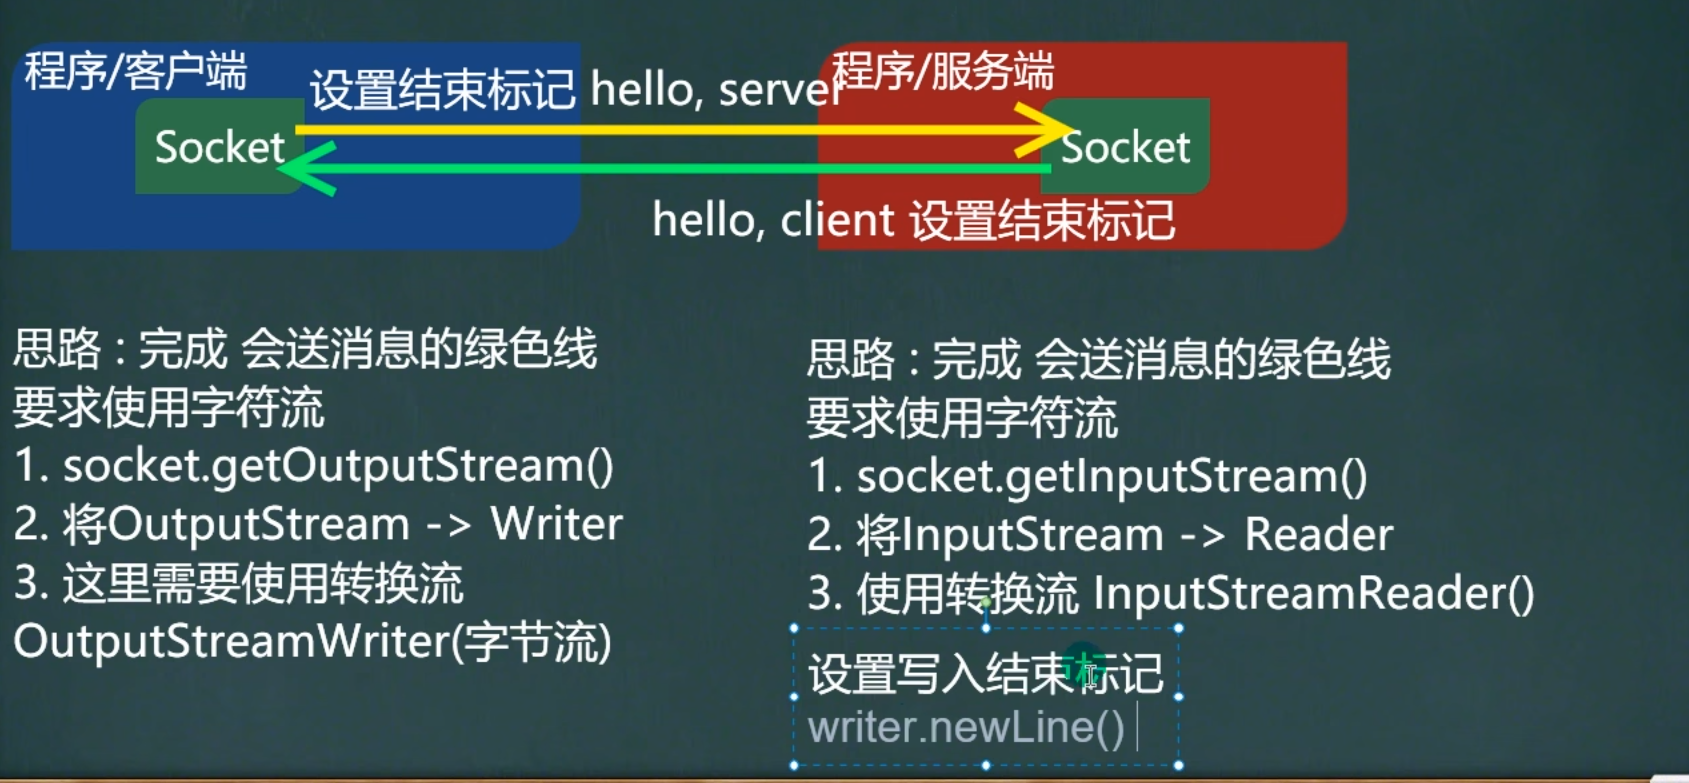 程序/客户端
设置结束标记 hello, server
程序/服务端
Socket
Socket
hello, client 设置结束标记
思路：完成 会送消息的绿色线
要求使用字符流
1. socket.getOutputStream()
2. 将OutputStream -> Writer
3. 这里需要使用转换流
OutputStreamWriter(字节流)
思路：完成 会送消息的绿色线
要求使用字符流
1. socket.getInputStream()
2. 将InputStream -> Reader
3. 使用转换流 InputStreamReader()
设置写入结束标记
writer.newLine()